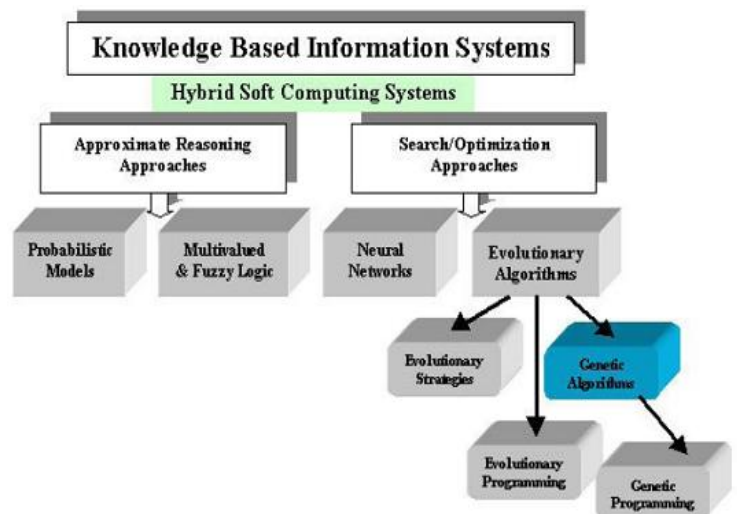 Knowledge Based Information Systems
Hybrid Soft Computing Systems
Approximate Reasoning
Approaches
Search/Optimization
Approaches
Probabilistic
Models
Multivalued
& Fuzzy Logic
Neural
Networks
Evolutionary
Algorithms
Evolutionary
Strategies
Genetic
Algorithms
Evolutionary
Programming
Genetic
Programming